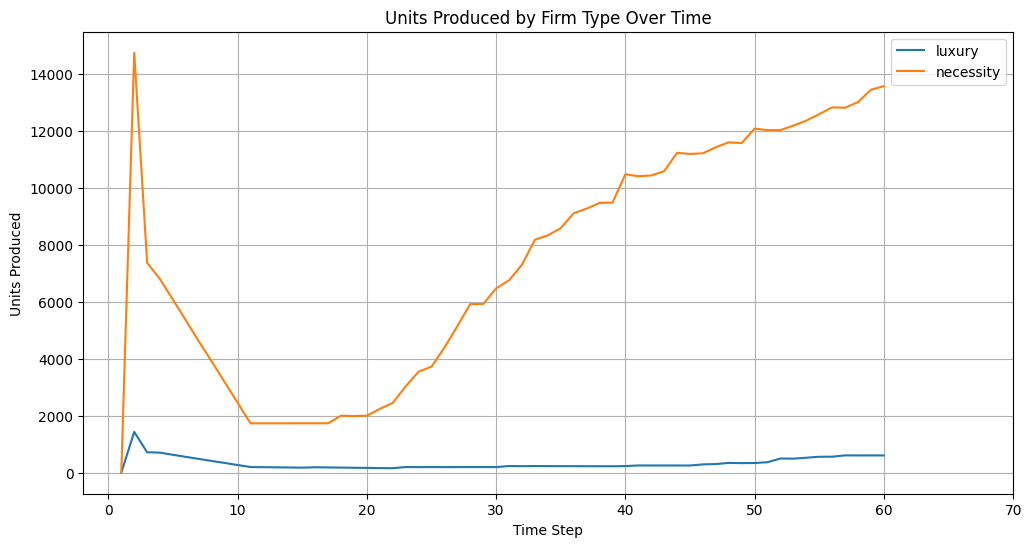 Units Produced by Firm Type Over Time
luxury
necessity
Units Produced
14000
12000
10000
8000
6000
4000
2000
0
0 10 20 30 40 50 60 70
Time Step